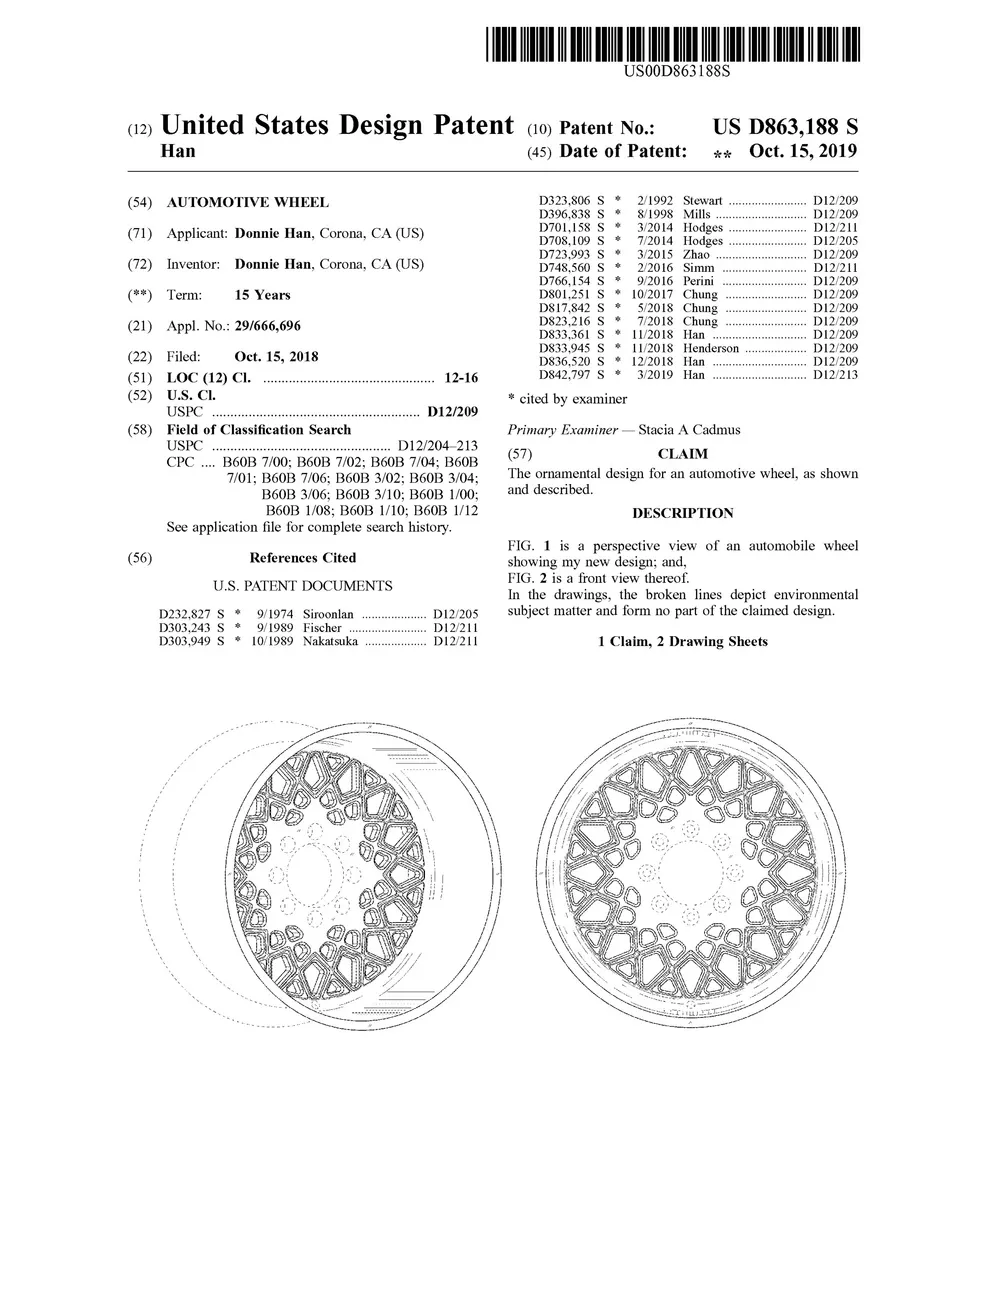 US00D863188S
(12) United States Design Patent
Han
(10) Patent No.: US D863,188 S
(45) Date of Patent: ** Oct. 15, 2019
(54) AUTOMOTIVE WHEEL
(71) Applicant: Donnie Han, Corona, CA (US)
(72) Inventor: Donnie Han, Corona, CA (US)
(**) Term: 15 Years
(21) Appl. No.: 29/666,696
(22) Filed: Oct. 15, 2018
(51) LOC (12) Cl. ............................................... 12-16
(52) U.S. Cl.
USPC ......................................................... D12/209
(58) Field of Classification Search
USPC ................................................. D12/204–213
CPC .... B60B 7/00; B60B 7/02; B60B 7/04; B60B
7/01; B60B 7/06; B60B 3/02; B60B 3/04;
B60B 3/06; B60B 3/10; B60B 1/00;
B60B 1/08; B60B 1/10; B60B 1/12
See application file for complete search history.
(56) References Cited
U.S. PATENT DOCUMENTS
D232,827 S * 9/1974 Siroonlan .................... D12/205
D303,243 S * 9/1989 Fischer ........................ D12/211
D303,949 S * 10/1989 Nakatsuka ................... D12/211
D323,806 S * 2/1992 Stewart ........................ D12/209
D396,838 S * 8/1998 Mills ............................ D12/209
D701,158 S * 3/2014 Hodges ........................ D12/211
D708,109 S * 7/2014 Hodges ........................ D12/205
D723,993 S * 3/2015 Zhao ............................ D12/209
D748,560 S * 2/2016 Simm .......................... D12/211
D766,154 S * 9/2016 Perini .......................... D12/209
D801,251 S * 10/2017 Chung ......................... D12/209
D817,842 S * 5/2018 Chung ......................... D12/209
D823,216 S * 7/2018 Chung ......................... D12/209
D833,361 S * 11/2018 Han ............................. D12/209
D833,945 S * 11/2018 Henderson ................... D12/209
D836,520 S * 12/2018 Han ............................. D12/209
D842,797 S * 3/2019 Han ............................. D12/213
* cited by examiner
Primary Examiner — Stacia A Cadmus
(57) CLAIM
The ornamental design for an automotive wheel, as shown
and described.
DESCRIPTION
FIG. 1 is a perspective view of an automobile wheel
showing my new design; and,
FIG. 2 is a front view thereof.
In the drawings, the broken lines depict environmental
subject matter and form no part of the claimed design.
1 Claim, 2 Drawing Sheets